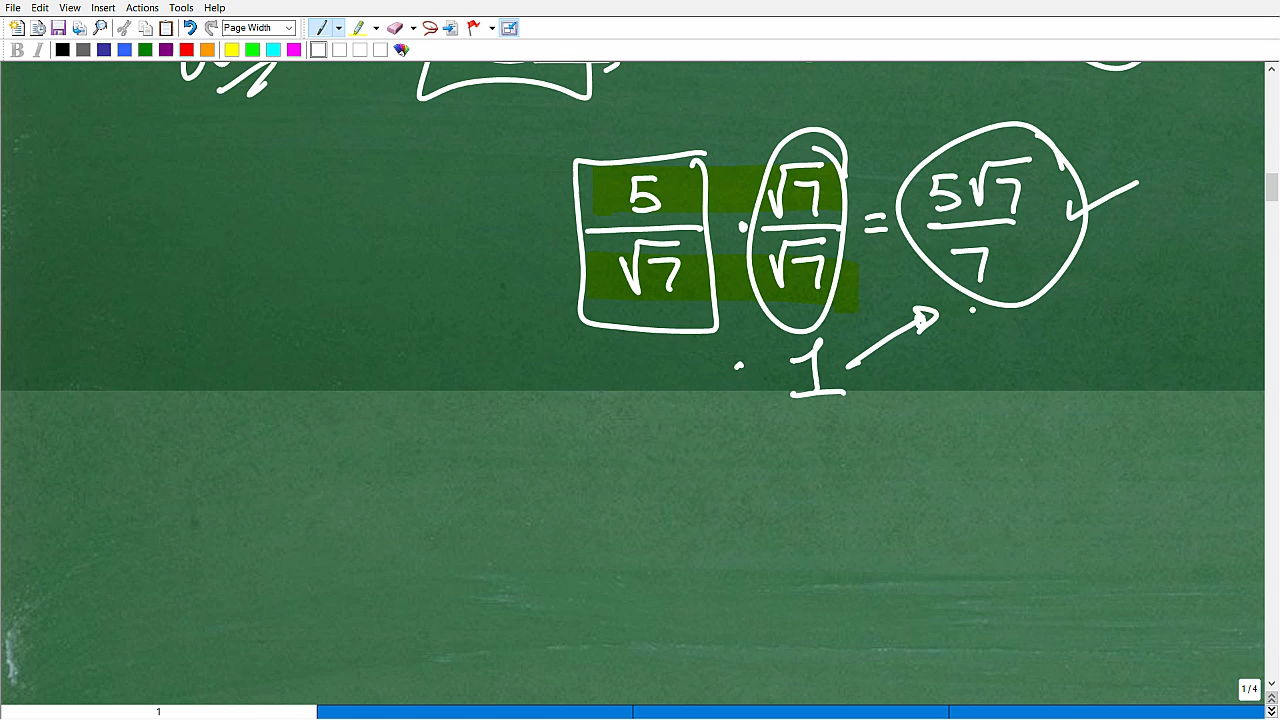 File Edit View Insert Actions Tools Help
Page Width
B I
5/√7 · √7/√7 = 5√7/7
· 1
1 / 4
1